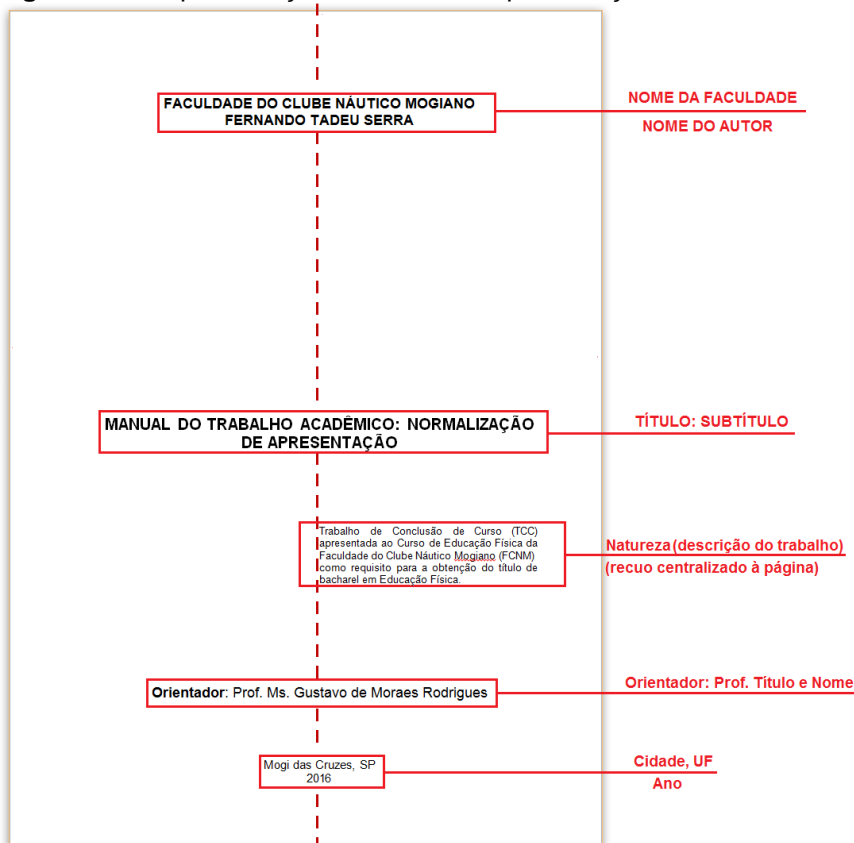 FACULDADE DO CLUBE NÁUTICO MOGIANO
FERNANDO TADEU SERRA
NOME DA FACULDADE
NOME DO AUTOR
MANUAL DO TRABALHO ACADÊMICO: NORMALIZAÇÃO
DE APRESENTAÇÃO
TÍTULO: SUBTÍTULO
Trabalho de Conclusão de Curso (TCC)
apresentada ao Curso de Educação Física da
Faculdade do Clube Náutico Mogiano (FCNM)
como requisito para a obtenção do título de
bacharel em Educação Física.
Natureza (descrição do trabalho)
(recuo centralizado à página)
Orientador: Prof. Ms. Gustavo de Moraes Rodrigues
Orientador: Prof. Título e Nome
Mogi das Cruzes, SP
2016
Cidade, UF
Ano